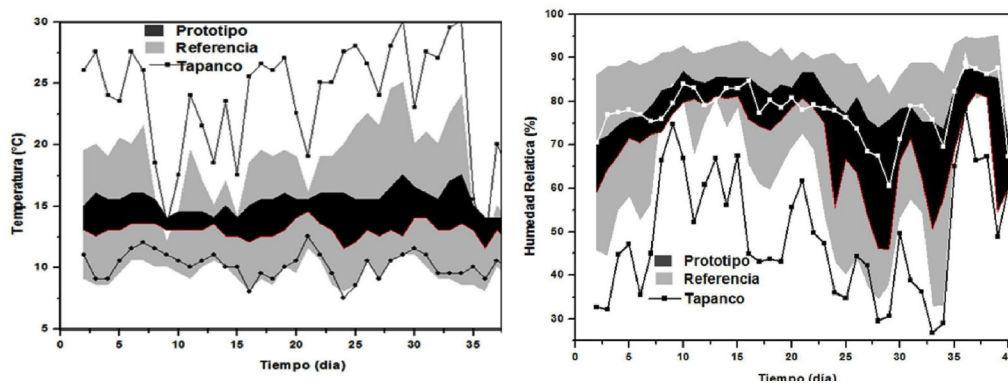 30
25
20
15
10
5
Temperatura (°C)
Prototipo
Referencia
Tapanco
0 5 10 15 20 25 30 35
Tiempo (día)
90
80
70
60
50
40
30
Humedad Relatica (%)
Prototipo
Referencia
Tapanco
0 5 10 15 20 25 30 35
Tiempo (día)